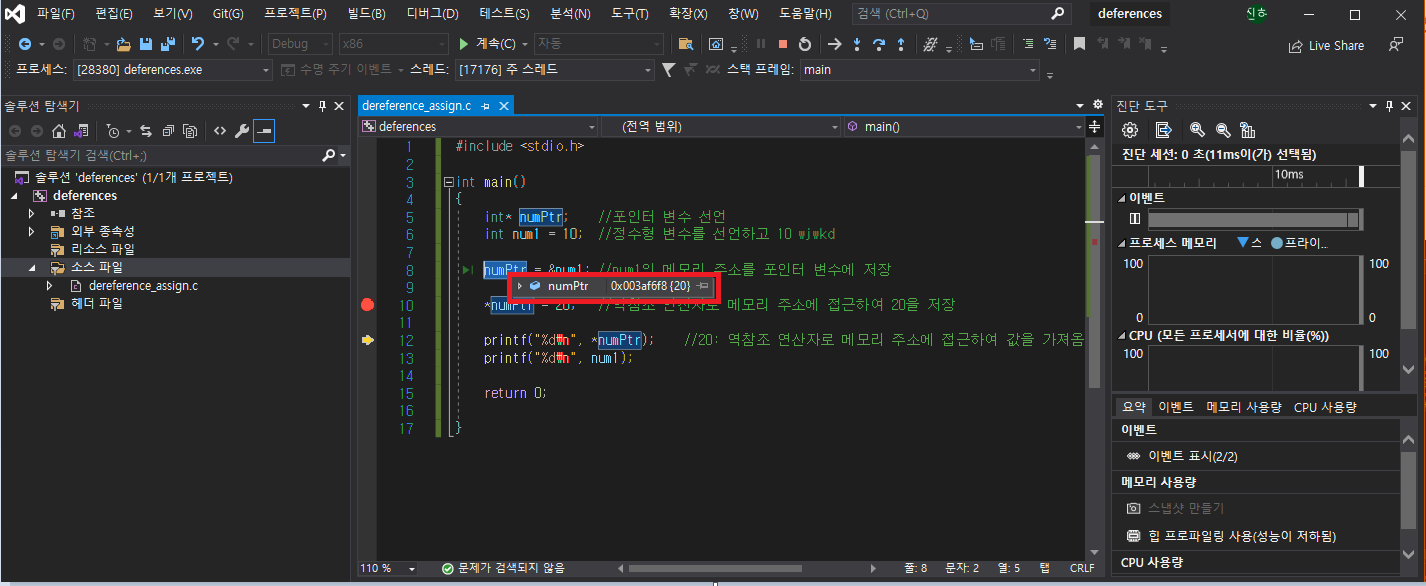 파일(F) 편집(E) 보기(V) Git(G) 프로젝트(P) 빌드(B) 디버그(D) 테스트(S) 분석(N) 도구(T) 확장(X) 창(W) 도움말(H) 검색 (Ctrl+Q) deferences 신호
Debug x86 계속(C) 자동 Live Share
프로세스: [28380] deferences.exe 수명 주기 이벤트 스레드: [17176] 주 스레드 스택 프레임: main
솔루션 탐색기
솔루션 탐색기 검색(Ctrl+;)
솔루션 'deferences' (1/1개 프로젝트)
deferences
참조
외부 종속성
리소스 파일
소스 파일
dereference_assign.c
헤더 파일
dereference_assign.c
deferences (전역 범위) main()
1 #include <stdio.h>
2
3 int main()
4 {
5 int* numPtr; //포인터 변수 선언
6 int num1 = 10; //정수형 변수를 선언하고 10 wjwkd
7
8 numPtr = &num1; //num1의 메모리 주소를 포인터 변수에 저장
9 numPtr 0x003af6f8 {20}
10 *numPtr = 20; //역참조 연산자로 메모리 주소에 접근하여 20을 저장
11
12 printf("%d₩n", *numPtr); //20: 역참조 연산자로 메모리 주소에 접근하여 값을 가져옴
13 printf("%d₩n", num1);
14
15 return 0;
16
17 }
110 % 문제가 검색되지 않음 줄: 8 문자: 2 열: 5 탭 CRLF
진단 도구
진단 세션: 0 초(11ms이(가) 선택됨)
10ms
이벤트
프로세스 메모리 스 프라이...
100 100
0 0
CPU (모든 프로세서에 대한 비율(%))
100 100
요약 이벤트 메모리 사용량 CPU 사용량
이벤트
이벤트 표시(2/2)
메모리 사용량
스냅샷 만들기
힙 프로파일링 사용(성능이 저하됨)
CPU 사용량